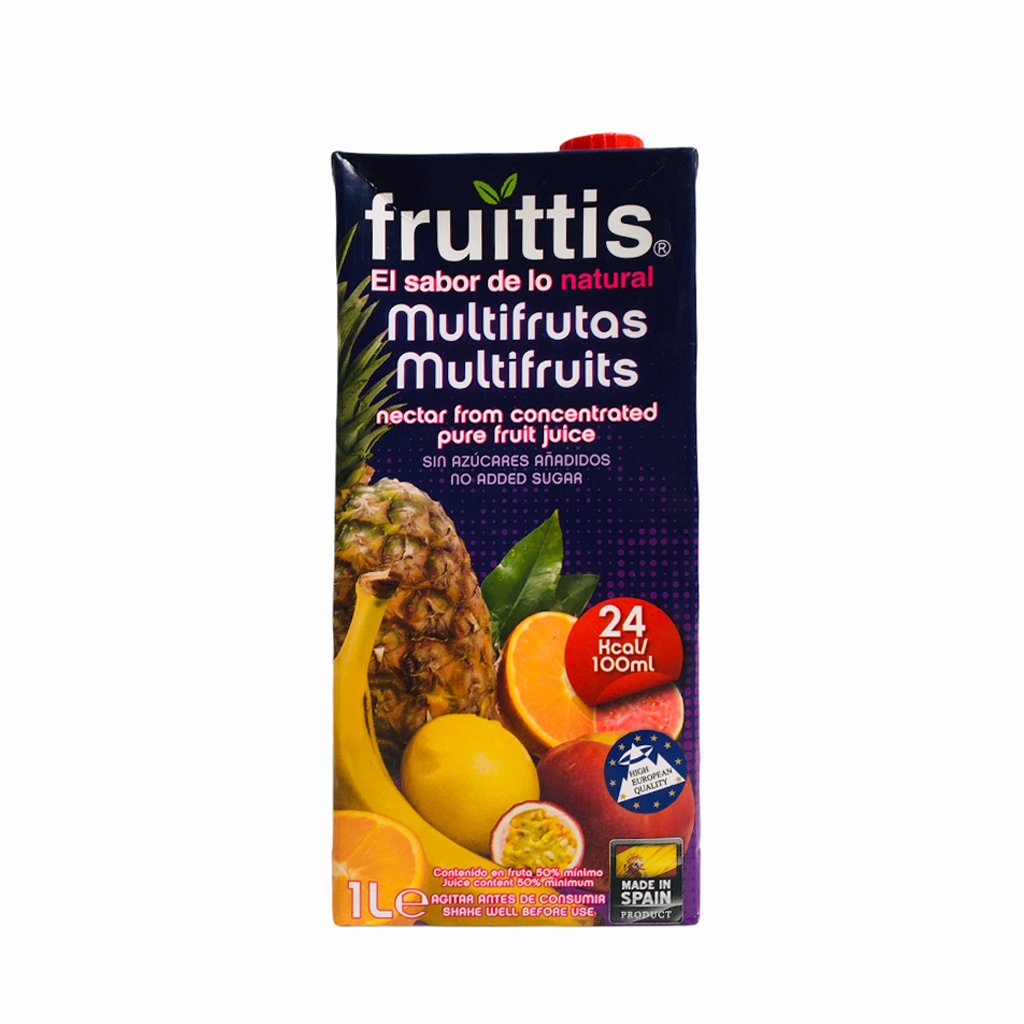 fruittis®
El sabor de lo natural
Multifrutas
Multifruits
nectar from concentrated
pure fruit juice
SIN AZÚCARES AÑADIDOS
NO ADDED SUGAR
24
Kcal/
100ml
HIGH
EUROPEAN
QUALITY
Contenido en fruta 50% mínimo
Juice content 50% minimum
1L℮
AGITAR ANTES DE CONSUMIR
SHAKE WELL BEFORE USE
MADE IN
SPAIN
PRODUCT